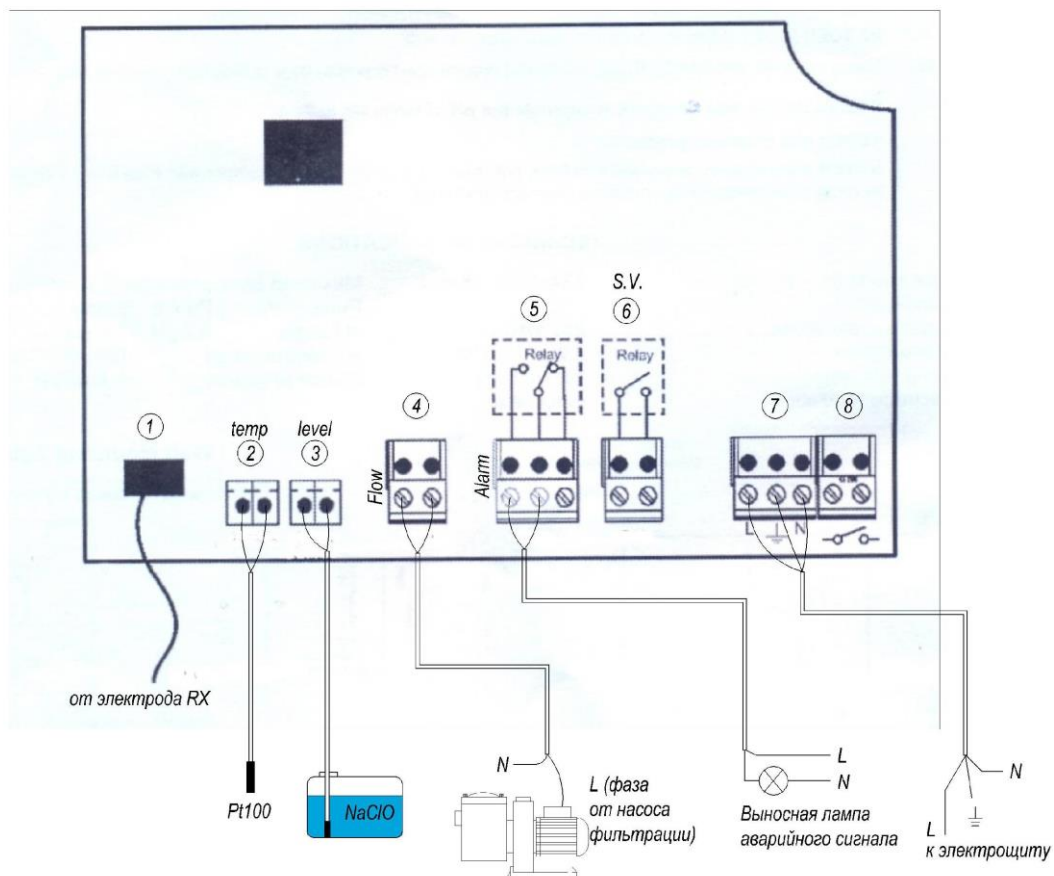 S.V.
5
6
Relay
Relay
4
7
8
1
temp
2
level
3
Flow
Alarm
L
N
от электрода RX
Pt100
NaClO
N
L (фаза
от насоса
фильтрации)
L
N
Выносная лампа
аварийного сигнала
N
L
к электрощиту